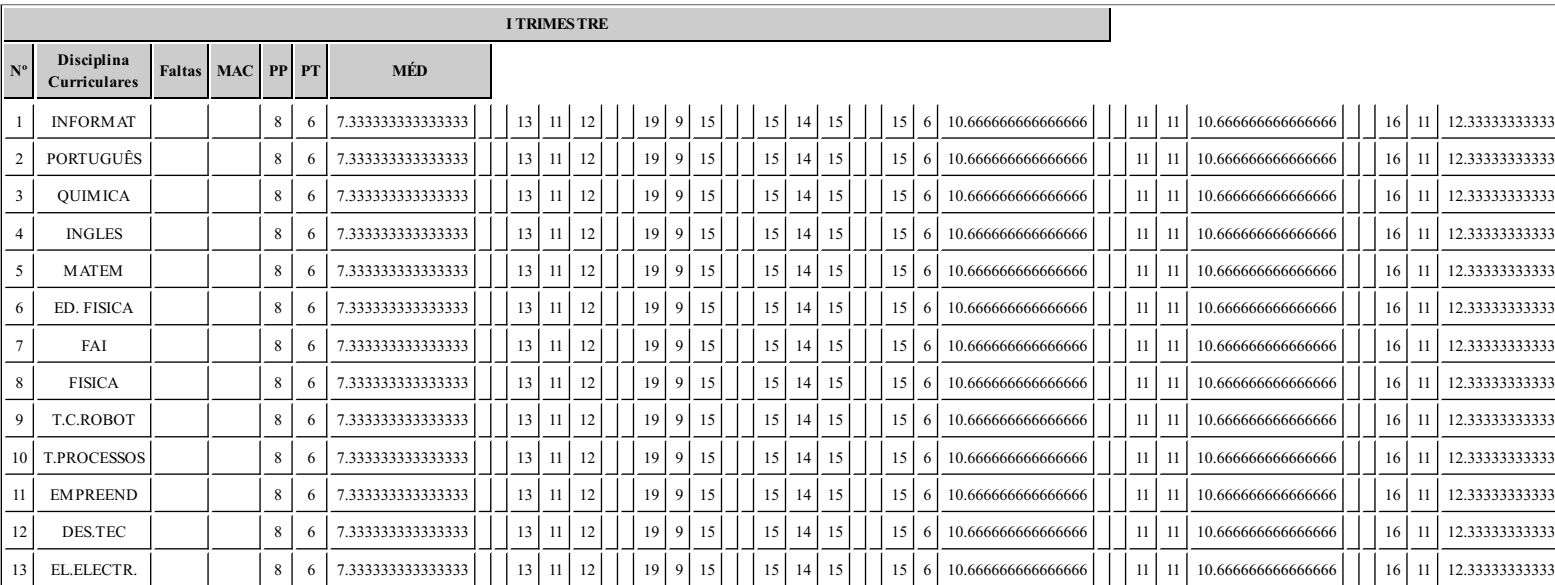 I TRIMESTRE
Nº Disciplina Curriculares Faltas MAC PP PT MÉD
1 INFORMAT 8 6 7.333333333333333 13 11 12 19 9 15 15 14 15 15 6 10.666666666666666 11 11 10.666666666666666 16 11 12.33333333333
2 PORTUGUÊS 8 6 7.333333333333333 13 11 12 19 9 15 15 14 15 15 6 10.666666666666666 11 11 10.666666666666666 16 11 12.33333333333
3 QUIMICA 8 6 7.333333333333333 13 11 12 19 9 15 15 14 15 15 6 10.666666666666666 11 11 10.666666666666666 16 11 12.33333333333
4 INGLES 8 6 7.333333333333333 13 11 12 19 9 15 15 14 15 15 6 10.666666666666666 11 11 10.666666666666666 16 11 12.33333333333
5 MATEM 8 6 7.333333333333333 13 11 12 19 9 15 15 14 15 15 6 10.666666666666666 11 11 10.666666666666666 16 11 12.33333333333
6 ED. FISICA 8 6 7.333333333333333 13 11 12 19 9 15 15 14 15 15 6 10.666666666666666 11 11 10.666666666666666 16 11 12.33333333333
7 FAI 8 6 7.333333333333333 13 11 12 19 9 15 15 14 15 15 6 10.666666666666666 11 11 10.666666666666666 16 11 12.33333333333
8 FISICA 8 6 7.333333333333333 13 11 12 19 9 15 15 14 15 15 6 10.666666666666666 11 11 10.666666666666666 16 11 12.33333333333
9 T.C.ROBOT 8 6 7.333333333333333 13 11 12 19 9 15 15 14 15 15 6 10.666666666666666 11 11 10.666666666666666 16 11 12.33333333333
10 T.PROCESSOS 8 6 7.333333333333333 13 11 12 19 9 15 15 14 15 15 6 10.666666666666666 11 11 10.666666666666666 16 11 12.33333333333
11 EMPREEND 8 6 7.333333333333333 13 11 12 19 9 15 15 14 15 15 6 10.666666666666666 11 11 10.666666666666666 16 11 12.33333333333
12 DES.TEC 8 6 7.333333333333333 13 11 12 19 9 15 15 14 15 15 6 10.666666666666666 11 11 10.666666666666666 16 11 12.33333333333
13 EL.ELECTR. 8 6 7.333333333333333 13 11 12 19 9 15 15 14 15 15 6 10.666666666666666 11 11 10.666666666666666 16 11 12.33333333333